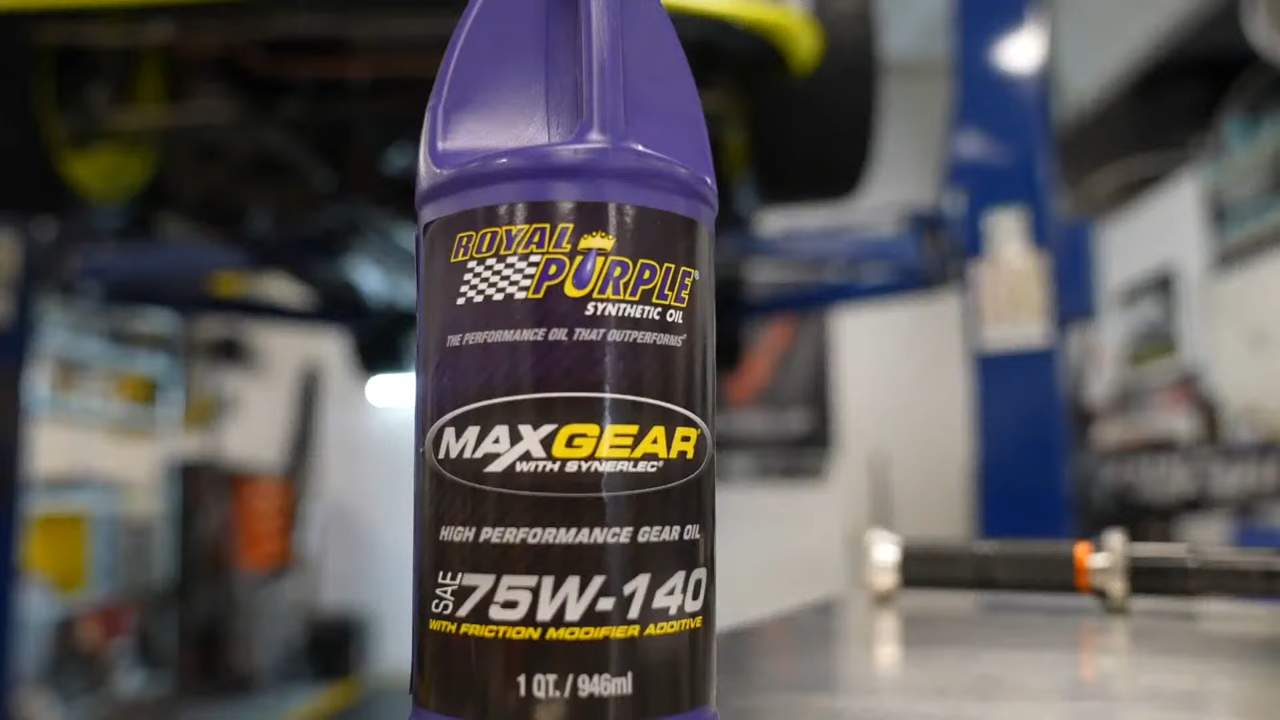 ROYAL
PURPLE®
SYNTHETIC OIL
THE PERFORMANCE OIL THAT OUTPERFORMS®
MAXGEAR®
WITH SYNERLEC®
HIGH PERFORMANCE GEAR OIL
SAE 75W-140
WITH FRICTION MODIFIER ADDITIVE
1 QT. / 946ml